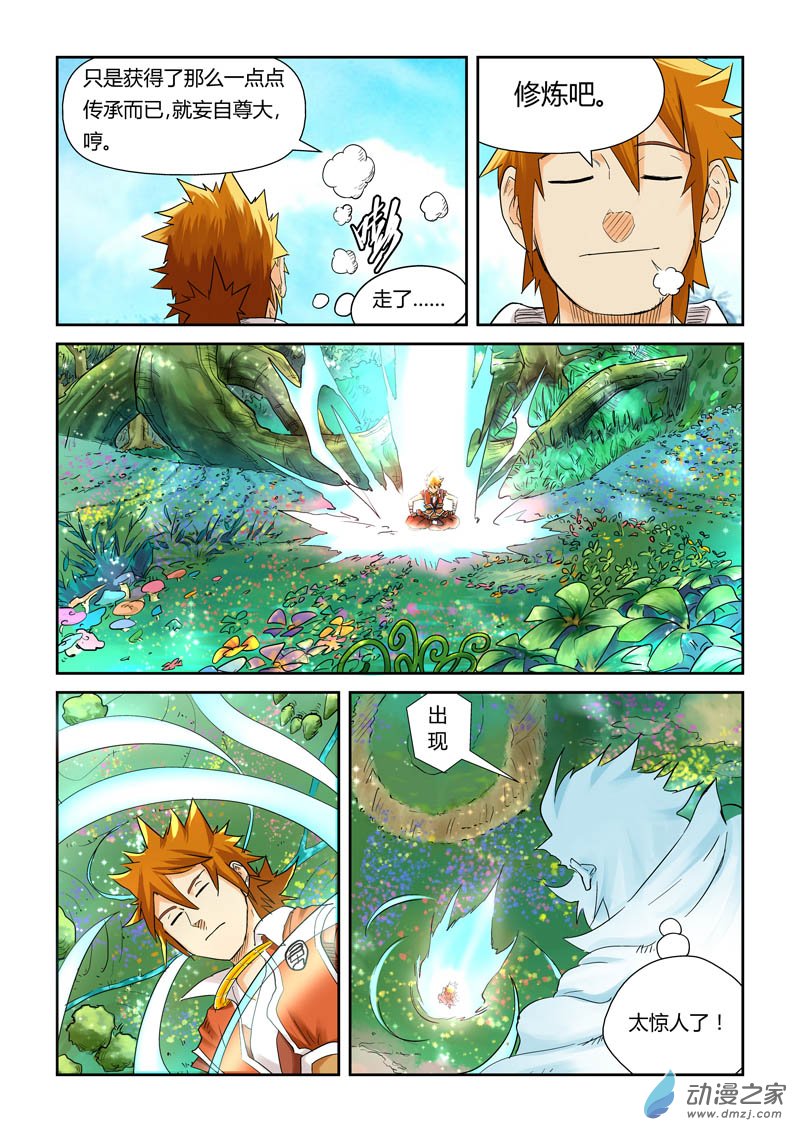 只是获得了那么一点点
传承而已,就妄自尊大,
哼。
嘭
走了……
修炼吧。
出
现
太惊人了！
动漫之家
www.dmzj.com